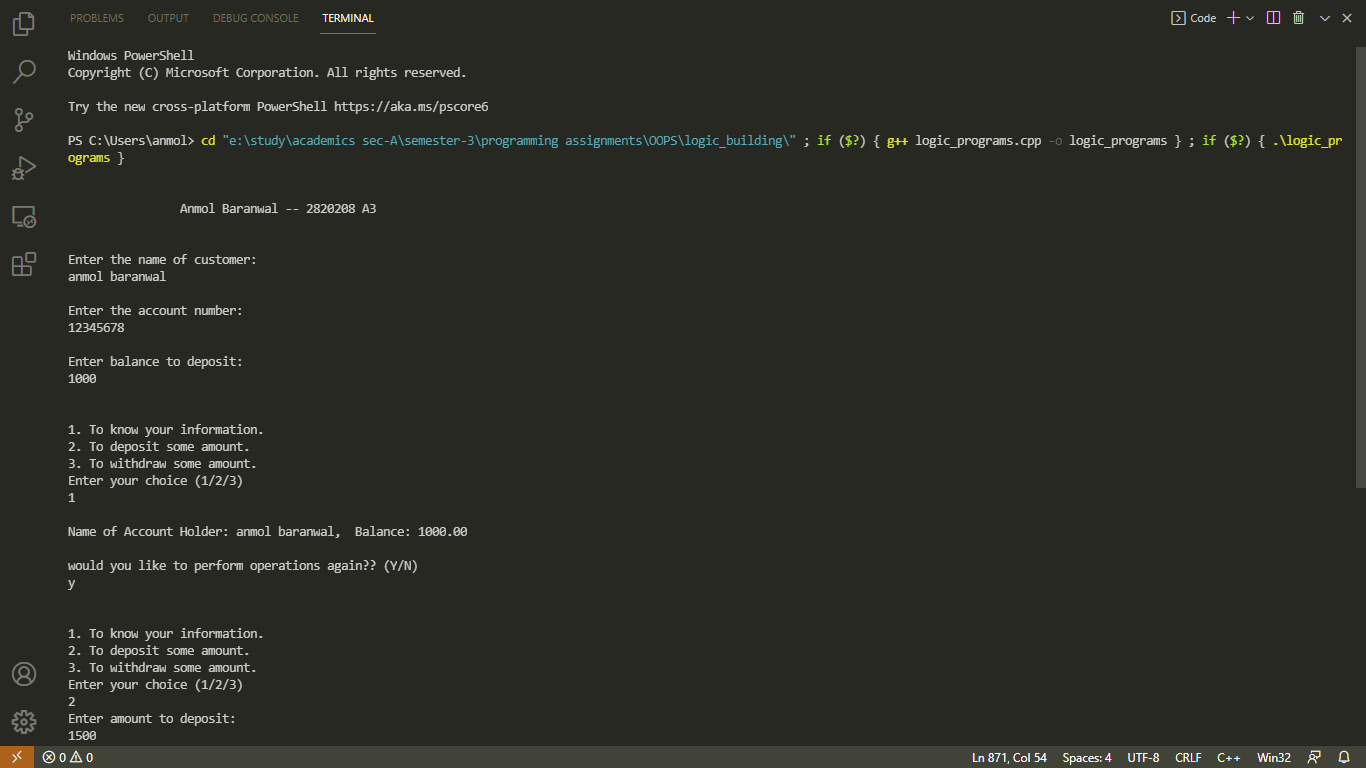 PROBLEMS OUTPUT DEBUG CONSOLE TERMINAL Code
Windows PowerShell
Copyright (C) Microsoft Corporation. All rights reserved.
Try the new cross-platform PowerShell https://aka.ms/pscore6
PS C:\Users\anmol> cd "e:\study\academics sec-A\semester-3\programming assignments\OOPS\logic_building\" ; if ($?) { g++ logic_programs.cpp -o logic_programs } ; if ($?) { .\logic_pr
ograms }
Anmol Baranwal -- 2820208 A3
Enter the name of customer:
anmol baranwal
Enter the account number:
12345678
Enter balance to deposit:
1000
1. To know your information.
2. To deposit some amount.
3. To withdraw some amount.
Enter your choice (1/2/3)
1
Name of Account Holder: anmol baranwal,  Balance: 1000.00
would you like to perform operations again?? (Y/N)
y
1. To know your information.
2. To deposit some amount.
3. To withdraw some amount.
Enter your choice (1/2/3)
2
Enter amount to deposit:
1500
0 0 Ln 871, Col 54 Spaces: 4 UTF-8 CRLF C++ Win32